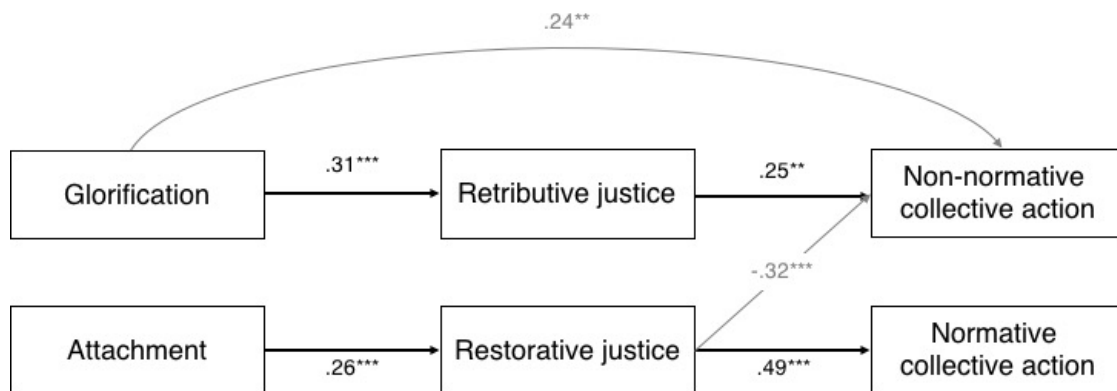 .24**
.31***
.25**
Glorification
Retributive justice
Non-normative
collective action
-.32***
Attachment
Restorative justice
Normative
collective action
.26***
.49***